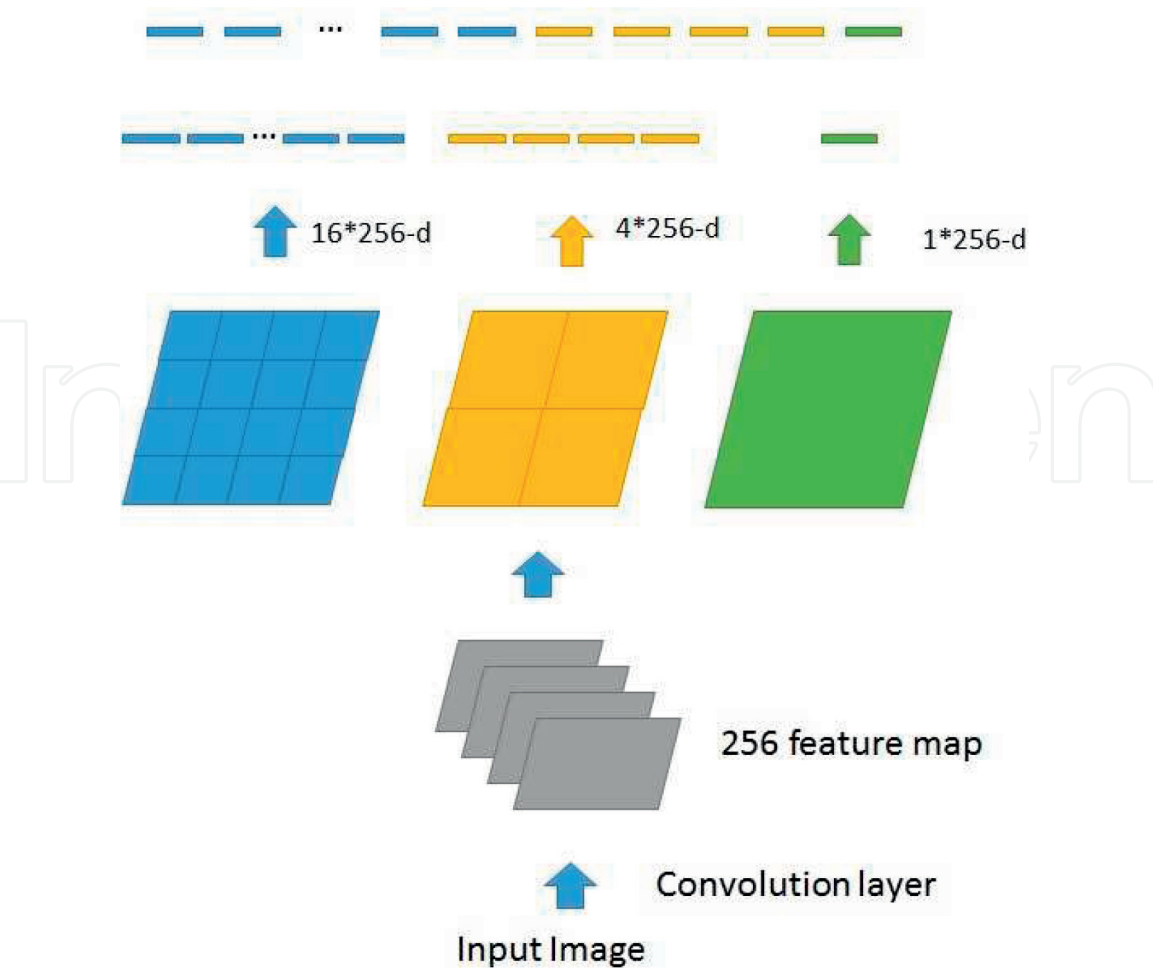 ...
...
16*256-d
4*256-d
1*256-d
256 feature map
Convolution layer
Input Image